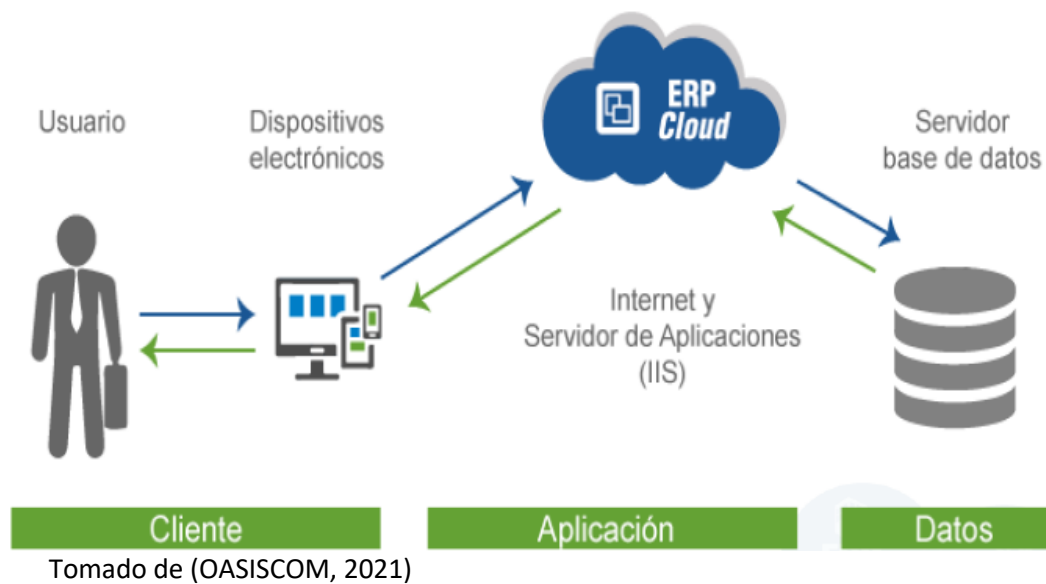 Usuario
Dispositivos
electrónicos
ERP
Cloud
Servidor
base de datos
Internet y
Servidor de Aplicaciones
(IIS)
Cliente
Aplicación
Datos
Tomado de (OASISCOM, 2021)